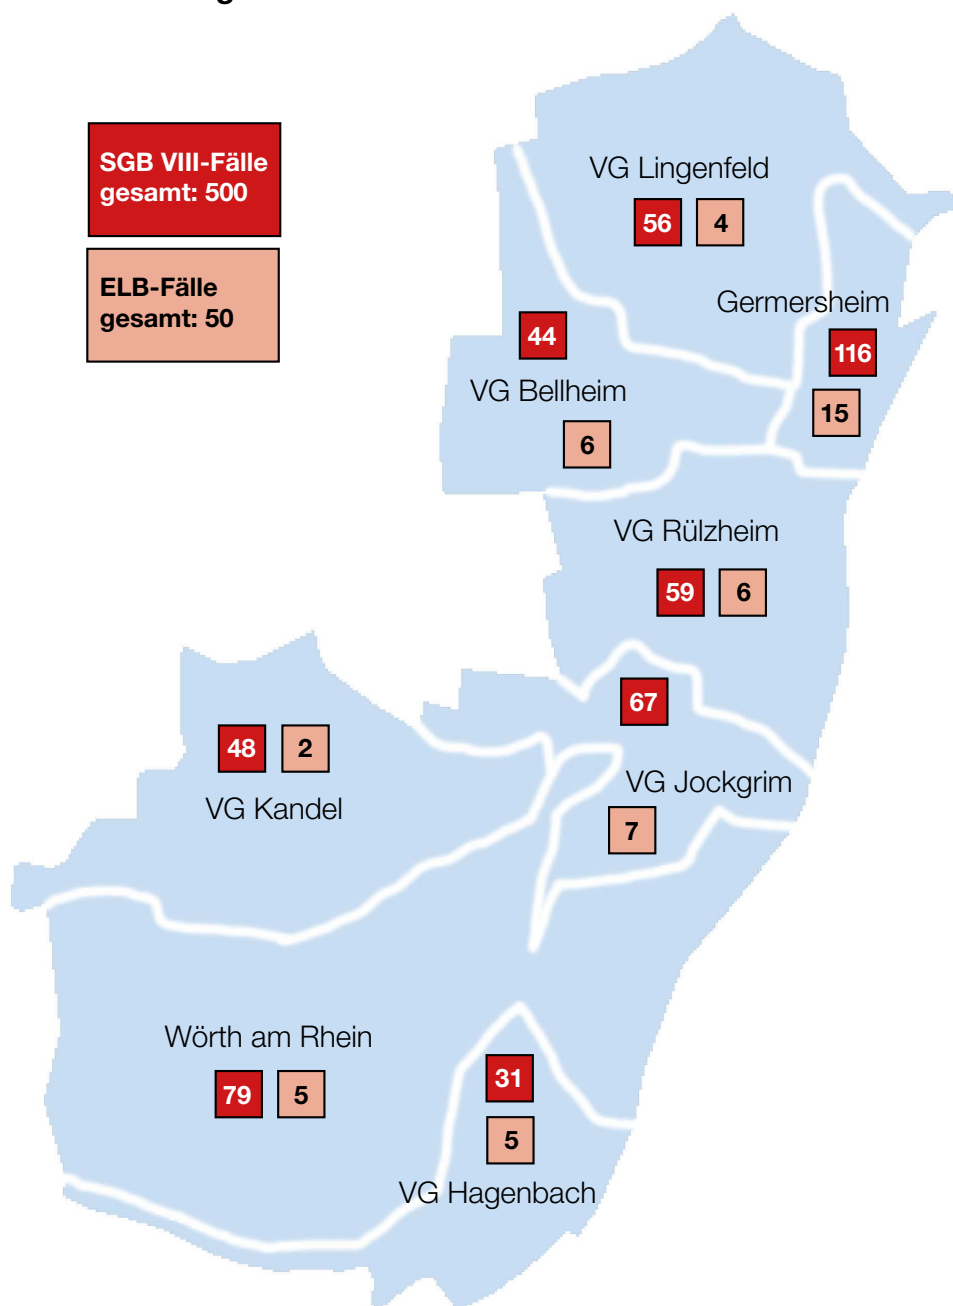 SGB VIII-Fälle
gesamt: 500
ELB-Fälle
gesamt: 50
VG Lingenfeld
56 4
Germersheim
116
15
44
VG Bellheim
6
VG Rülzheim
59 6
67
VG Jockgrim
7
48 2
VG Kandel
Wörth am Rhein
79 5
31
5
VG Hagenbach